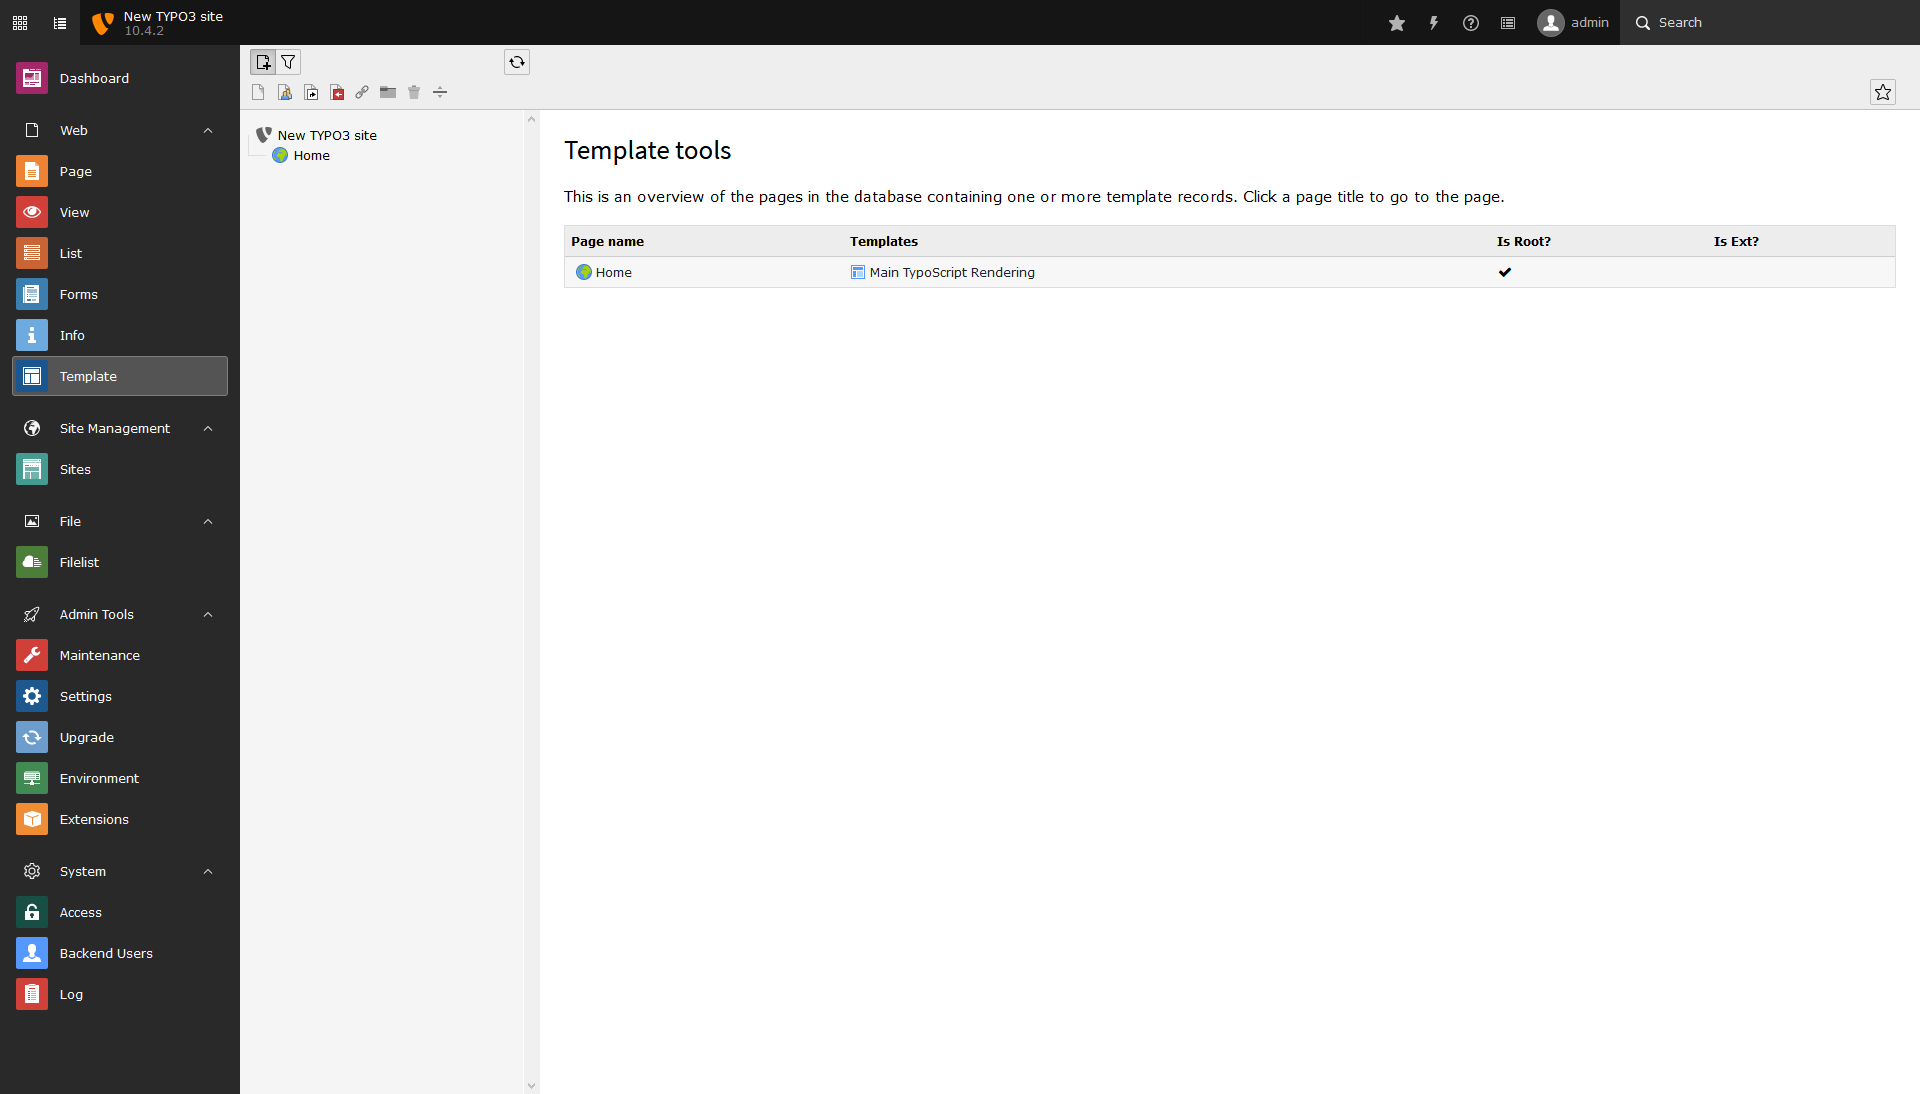 New TYPO3 site
10.4.2
admin
Search
Dashboard
Web
Page
View
List
Forms
Info
Template
Site Management
Sites
File
Filelist
Admin Tools
Maintenance
Settings
Upgrade
Environment
Extensions
System
Access
Backend Users
Log
New TYPO3 site
Home
Template tools
This is an overview of the pages in the database containing one or more template records. Click a page title to go to the page.
Page name Templates Is Root? Is Ext?
Home Main TypoScript Rendering